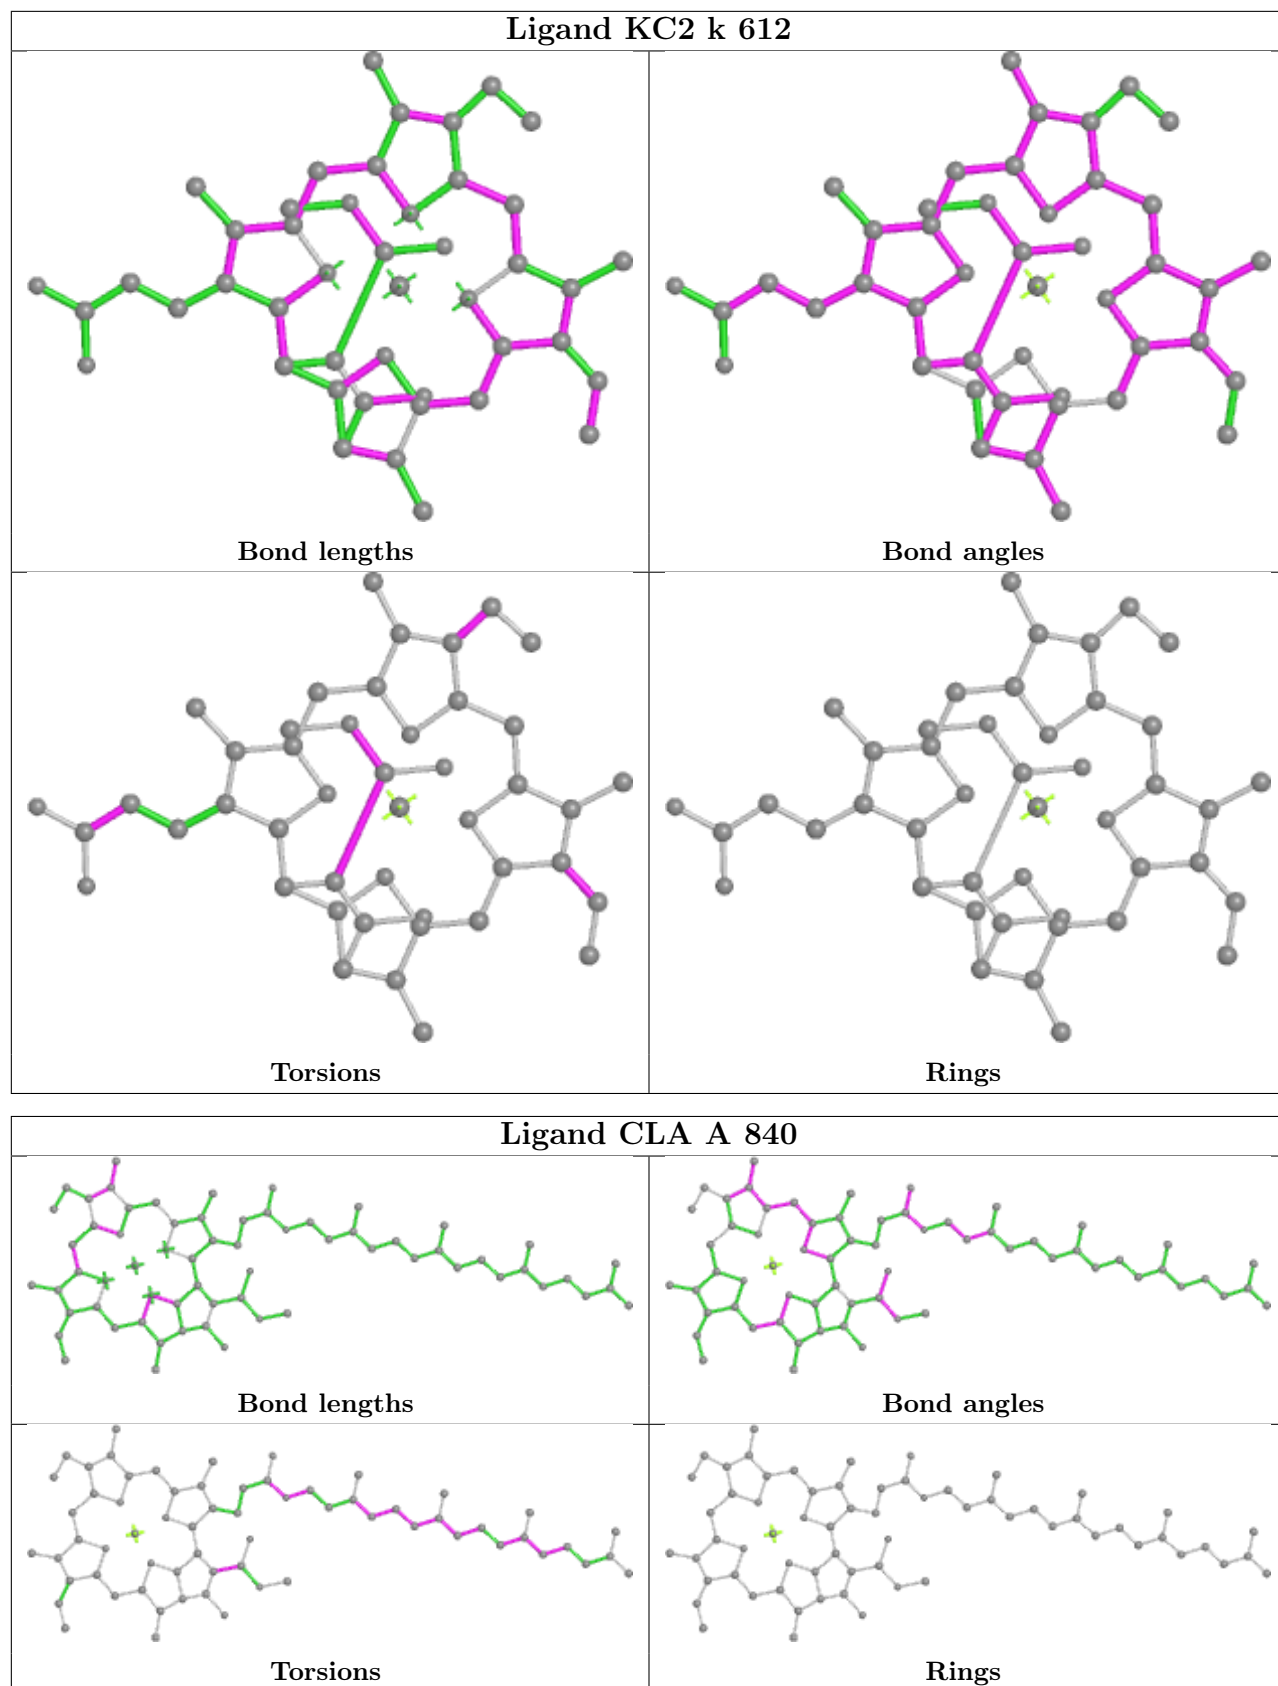 Ligand KC2 k 612
Bond lengths
Bond angles
Torsions
Rings
Ligand CLA A 840
Bond lengths
Bond angles
Torsions
Rings